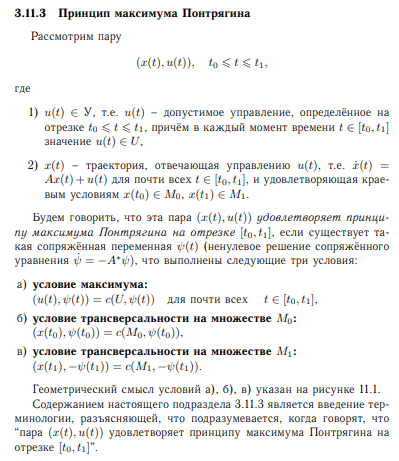 3.11.3 Принцип максимума Понтрягина
Рассмотрим пару
(x(t), u(t)), t₀ ⩽ t ⩽ t₁,
где
1) u(t) ∈ У, т.е. u(t) – допустимое управление, определённое на
отрезке t₀ ⩽ t ⩽ t₁, причём в каждый момент времени t ∈ [t₀, t₁]
значение u(t) ∈ U,
2) x(t) – траектория, отвечающая управлению u(t), т.е. ẋ(t) =
Ax(t) + u(t) для почти всех t ∈ [t₀, t₁], и удовлетворяющая крае-
вым условиям x(t₀) ∈ M₀, x(t₁) ∈ M₁.
Будем говорить, что эта пара (x(t), u(t)) удовлетворяет принци-
пу максимума Понтрягина на отрезке [t₀, t₁], если существует та-
кая сопряжённая переменная ψ(t) (ненулевое решение сопряжённого
уравнения ψ̇ = −A*ψ), что выполнены следующие три условия:
а) условие максимума:
(u(t), ψ(t)) = c(U, ψ(t)) для почти всех t ∈ [t₀, t₁],
б) условие трансверсальности на множестве M₀:
(x(t₀), ψ(t₀)) = c(M₀, ψ(t₀)),
в) условие трансверсальности на множестве M₁:
(x(t₁), −ψ(t₁)) = c(M₁, −ψ(t₁)).
Геометрический смысл условий а), б), в) указан на рисунке 11.1.
Содержанием настоящего подраздела 3.11.3 является введение тер-
минологии, разъясняющей, что подразумевается, когда говорят, что
“пара (x(t), u(t)) удовлетворяет принципу максимума Понтрягина на
отрезке [t₀, t₁]”.